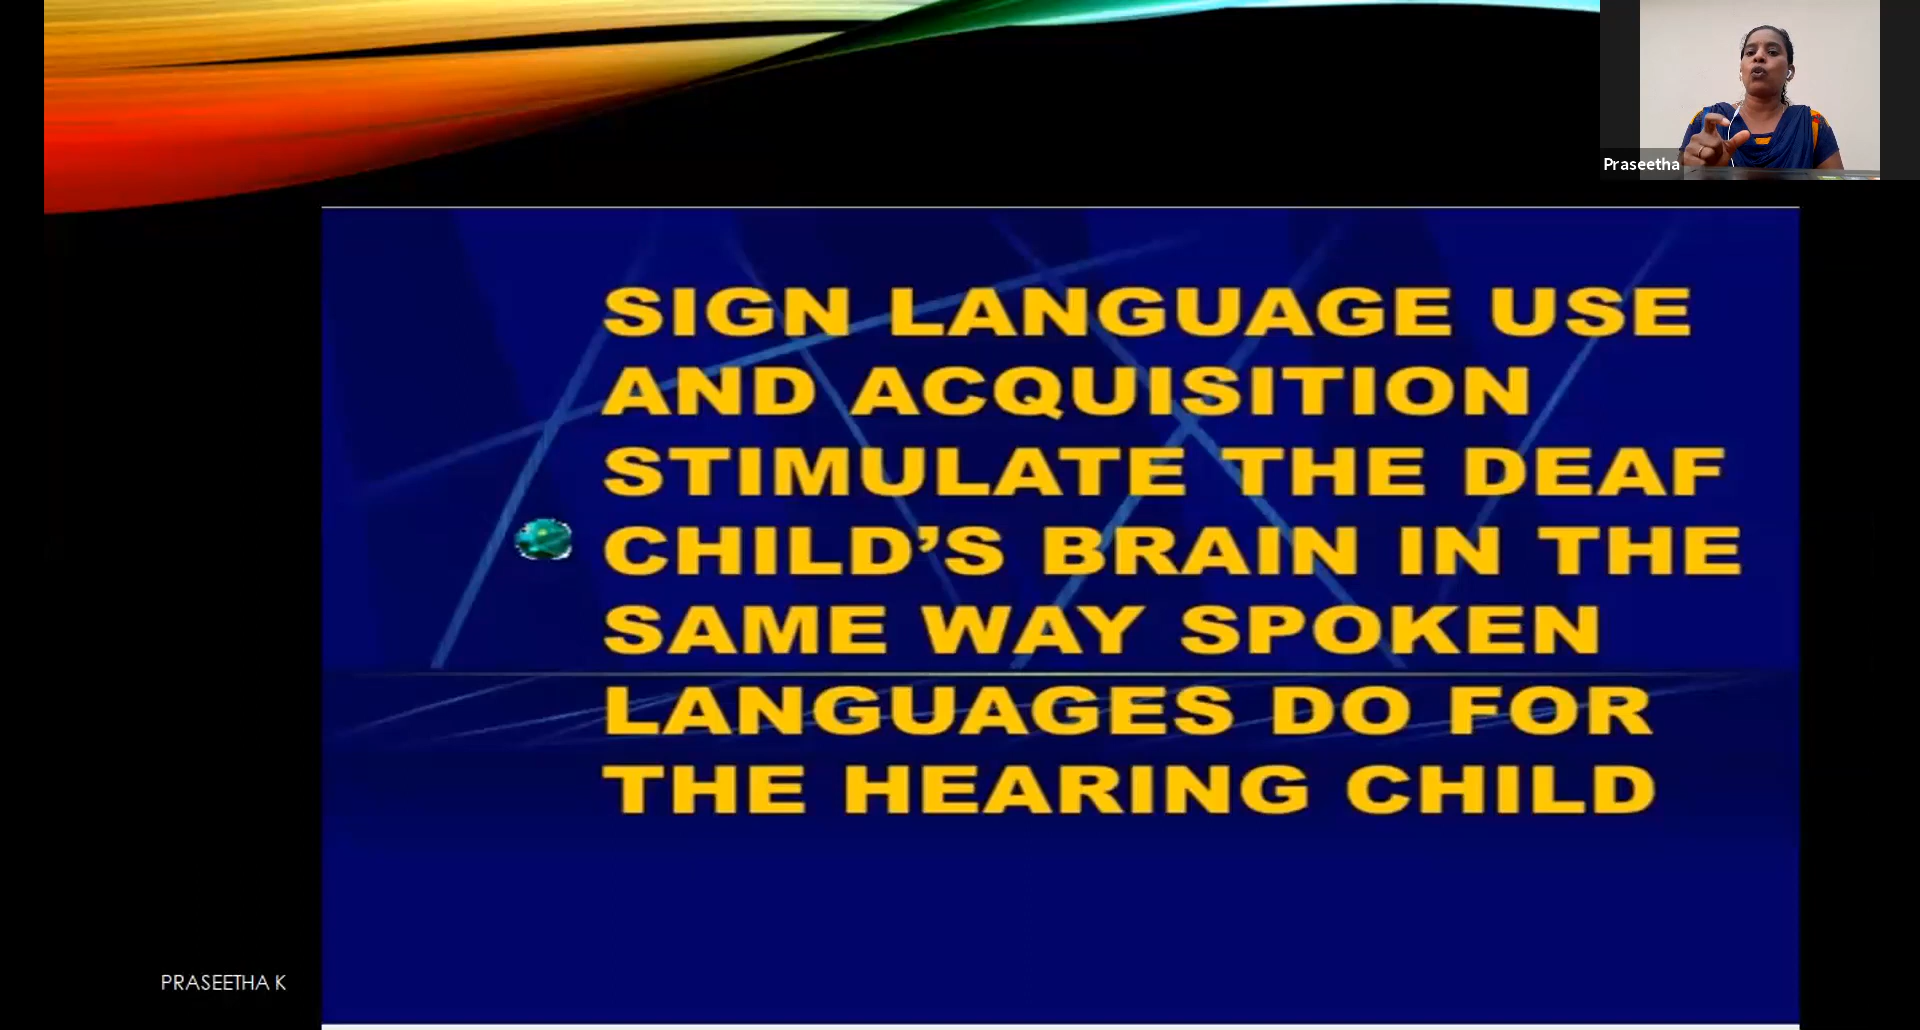 Praseetha
SIGN LANGUAGE USE
AND ACQUISITION
STIMULATE THE DEAF
CHILD’S BRAIN IN THE
SAME WAY SPOKEN
LANGUAGES DO FOR
THE HEARING CHILD
PRASEETHA K